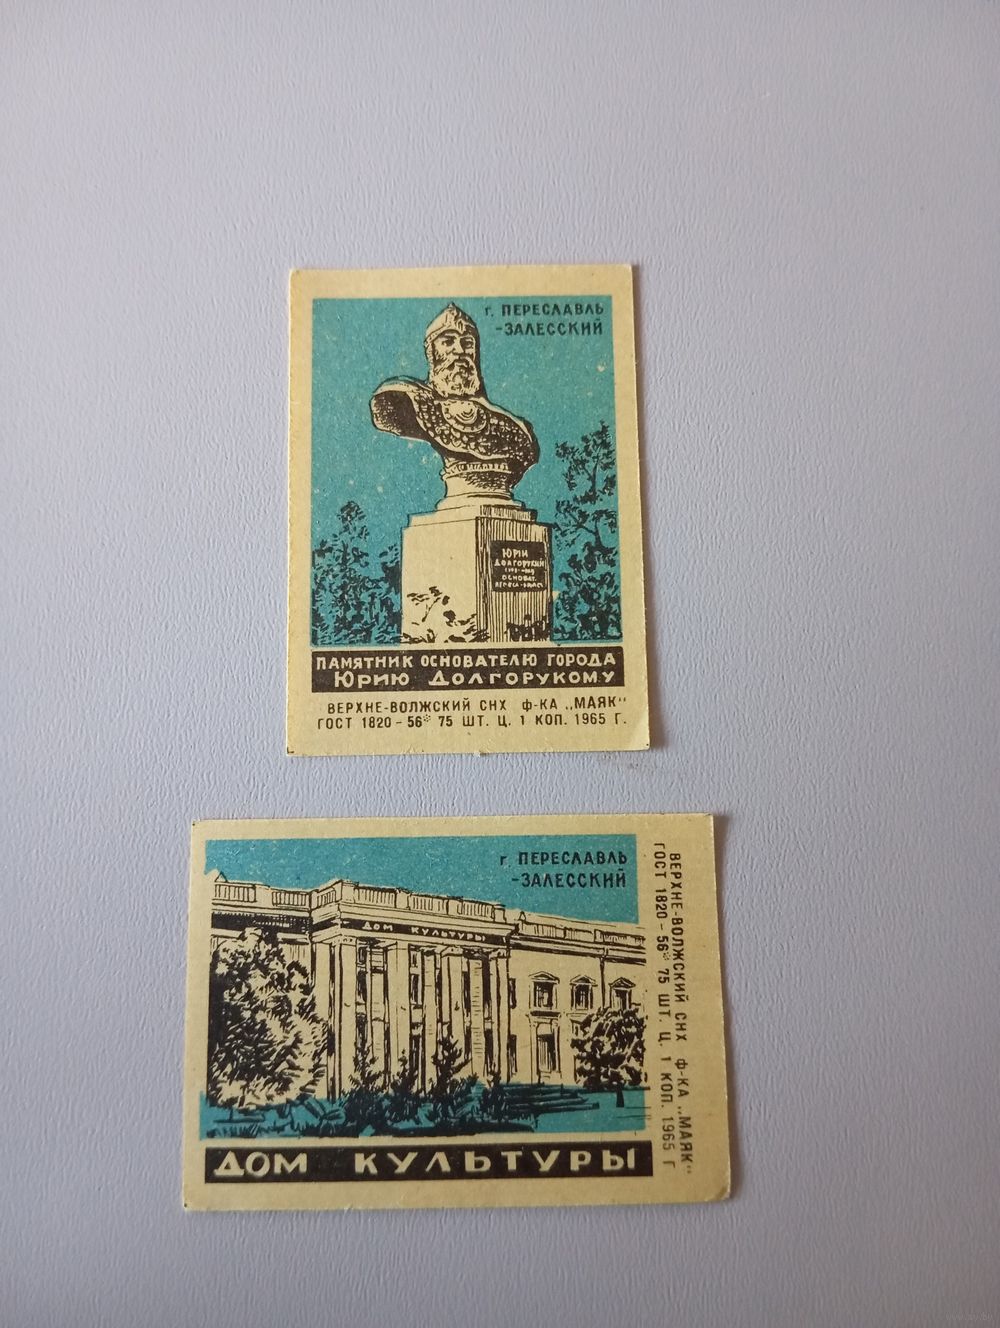 г. ПЕРЕСЛАВЛЬ
-ЗАЛЕССКИЙ
ЮРИЙ
ДОЛГОРУКИЙ
ОСНОВАТ.
ПАМЯТНИК ОСНОВАТЕЛЮ ГОРОДА
ЮРИЮ ДОЛГОРУКОМУ
ВЕРХНЕ-ВОЛЖСКИЙ СНХ Ф-КА „МАЯК“
ГОСТ 1820-56* 75 ШТ. Ц. 1 КОП. 1965 Г.
г. ПЕРЕСЛАВЛЬ
-ЗАЛЕССКИЙ
ДОМ КУЛЬТУРЫ
ДОМ КУЛЬТУРЫ
ВЕРХНЕ-ВОЛЖСКИЙ СНХ Ф-КА „МАЯК“
ГОСТ 1820-56* 75 ШТ. Ц. 1 КОП. 1965 Г